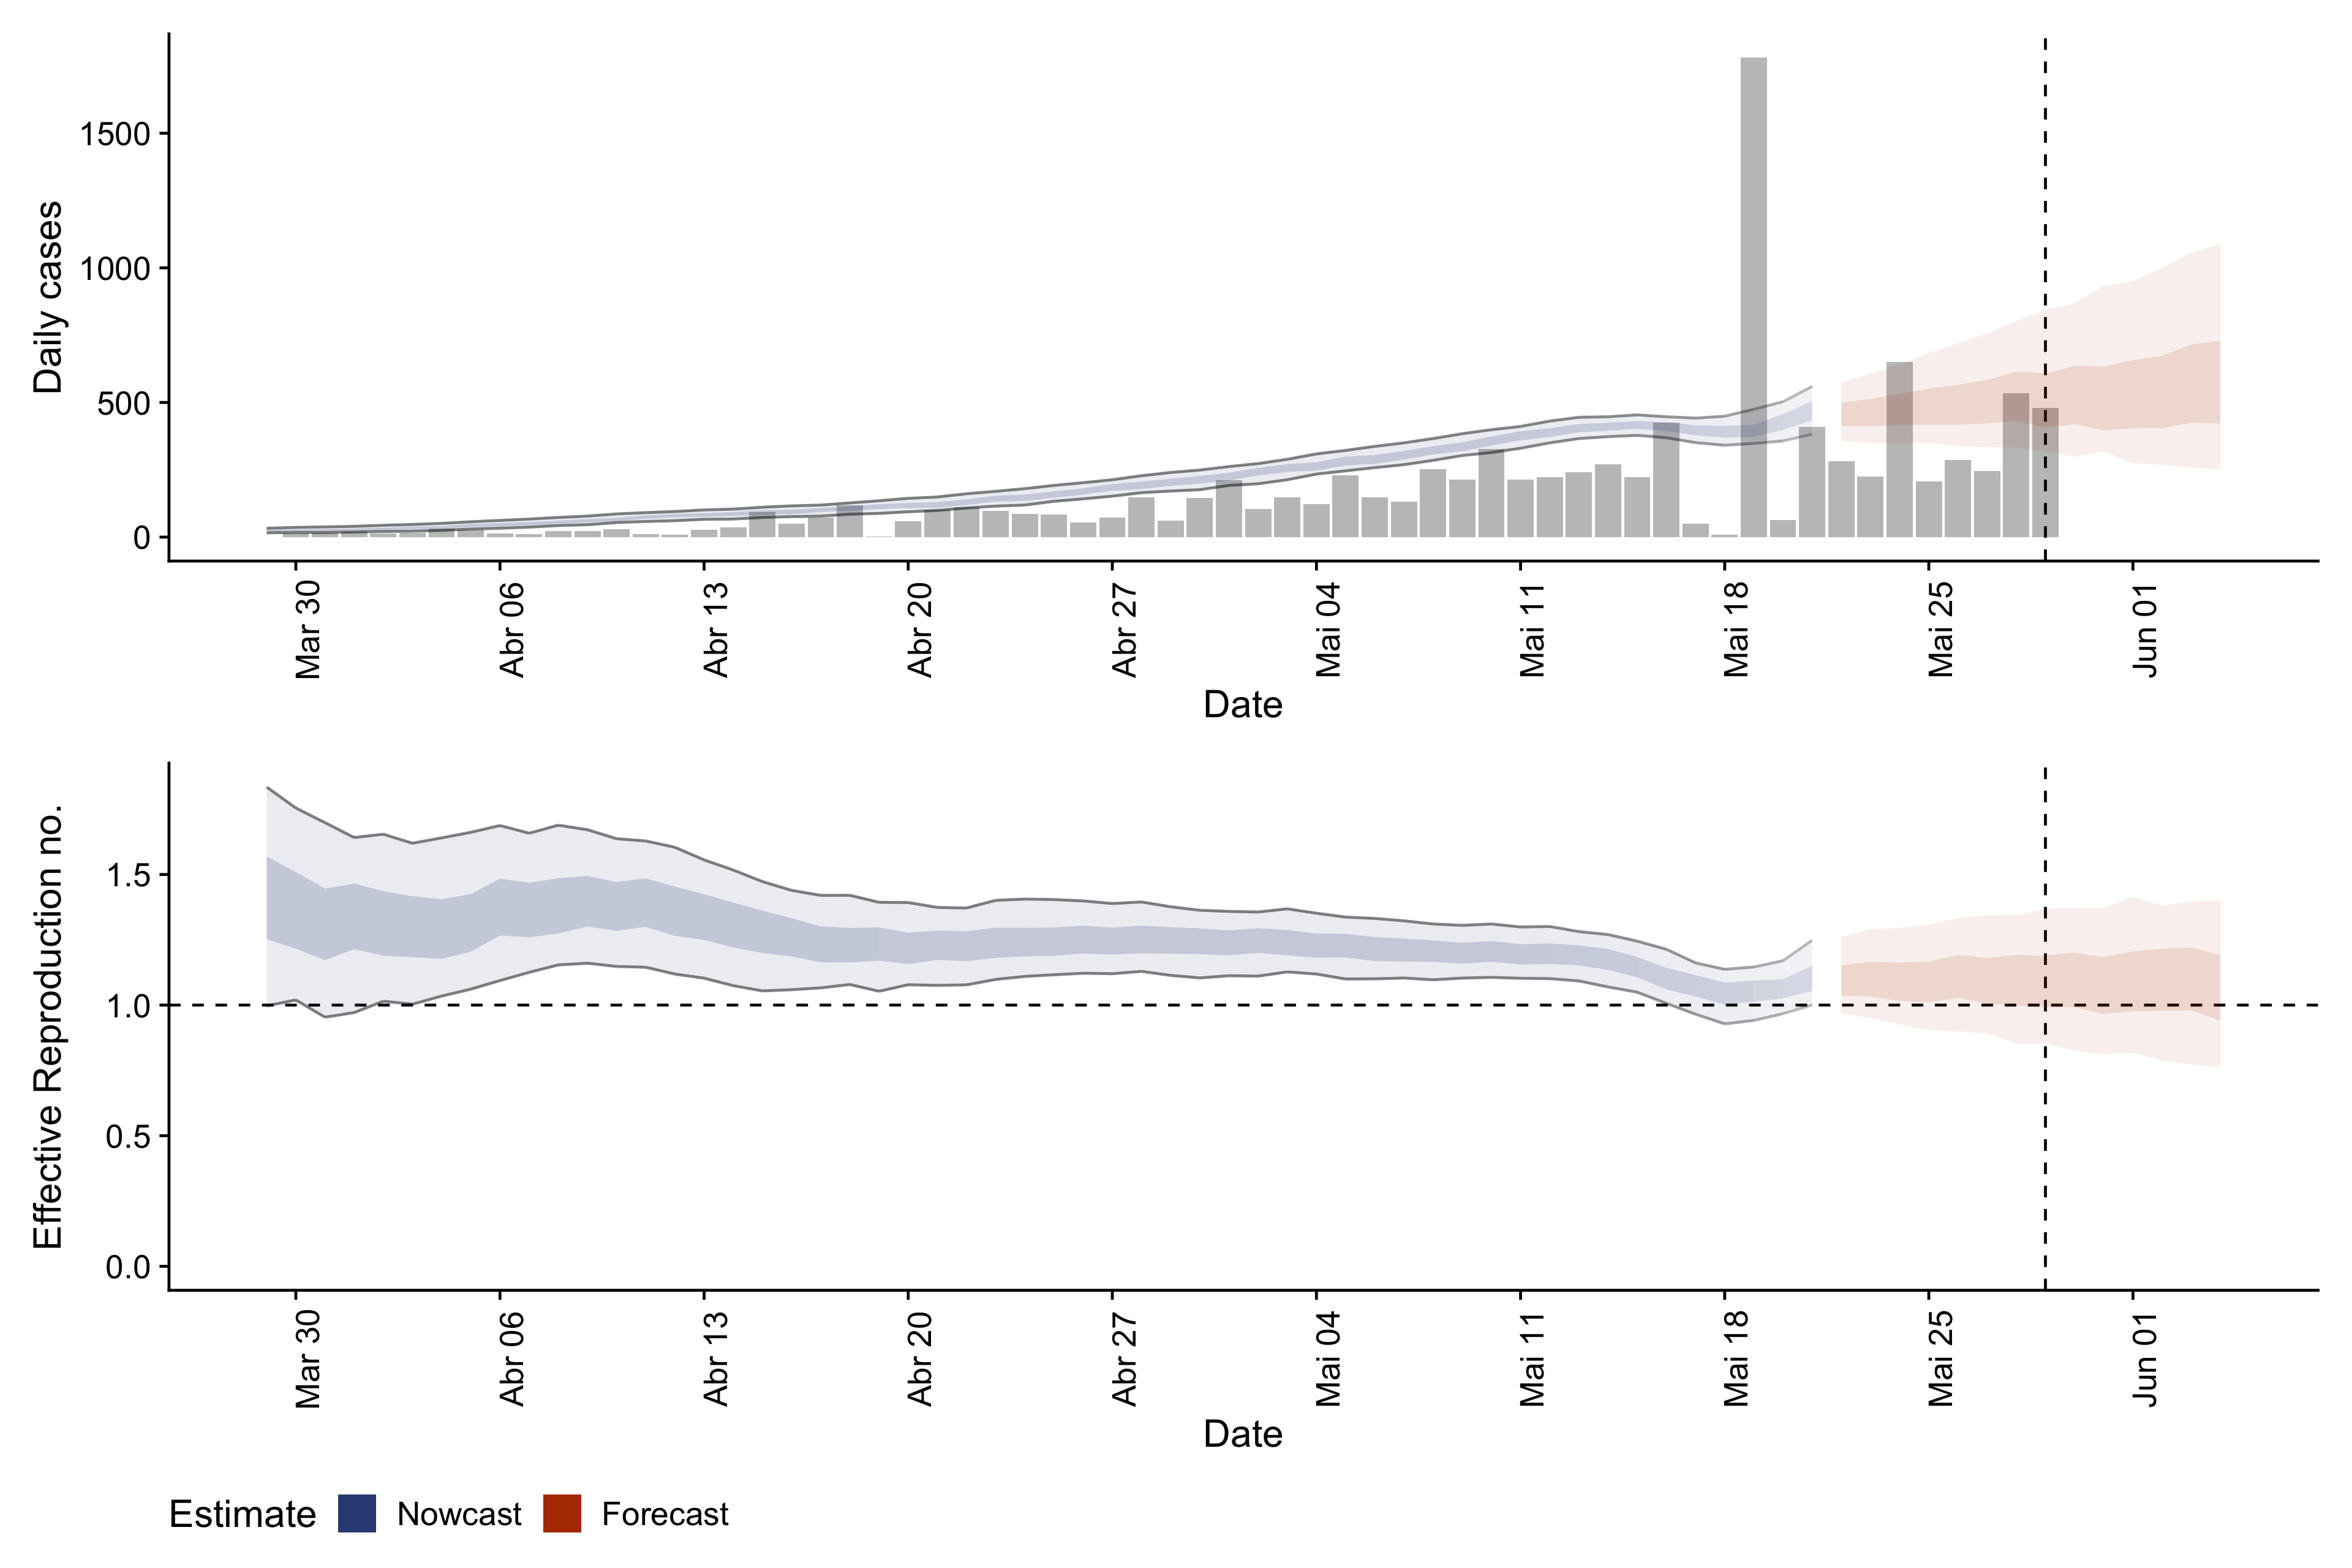 Daily cases
1500
1000
500
0
Mar 30
Abr 06
Abr 13
Abr 20
Abr 27
Mai 04
Mai 11
Mai 18
Mai 25
Jun 01
Date
Effective Reproduction no.
1.5
1.0
0.5
0.0
Mar 30
Abr 06
Abr 13
Abr 20
Abr 27
Mai 04
Mai 11
Mai 18
Mai 25
Jun 01
Date
Estimate Nowcast Forecast